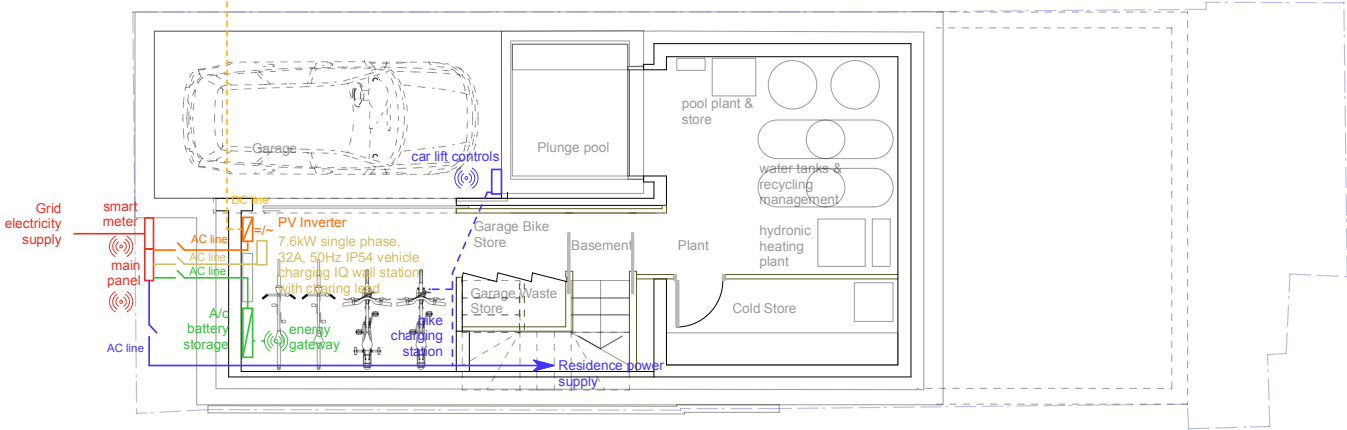 pool plant &
store
Plunge pool
Garage
car lift controls
water tanks &
recycling
management
DC line
Grid
electricity
supply
smart
meter
main
panel
AC line
AC line
AC line
=/~
PV Inverter
7.6kW single phase,
32A, 50Hz IP54 vehicle
charging IQ wall station
with charing lead
Garage Bike
Store
Basement
Plant
hydronic
heating
plant
Garage Waste
Store
Cold Store
A/c
battery
storage
energy
gateway
bike
charging
station
AC line
Residence power
supply